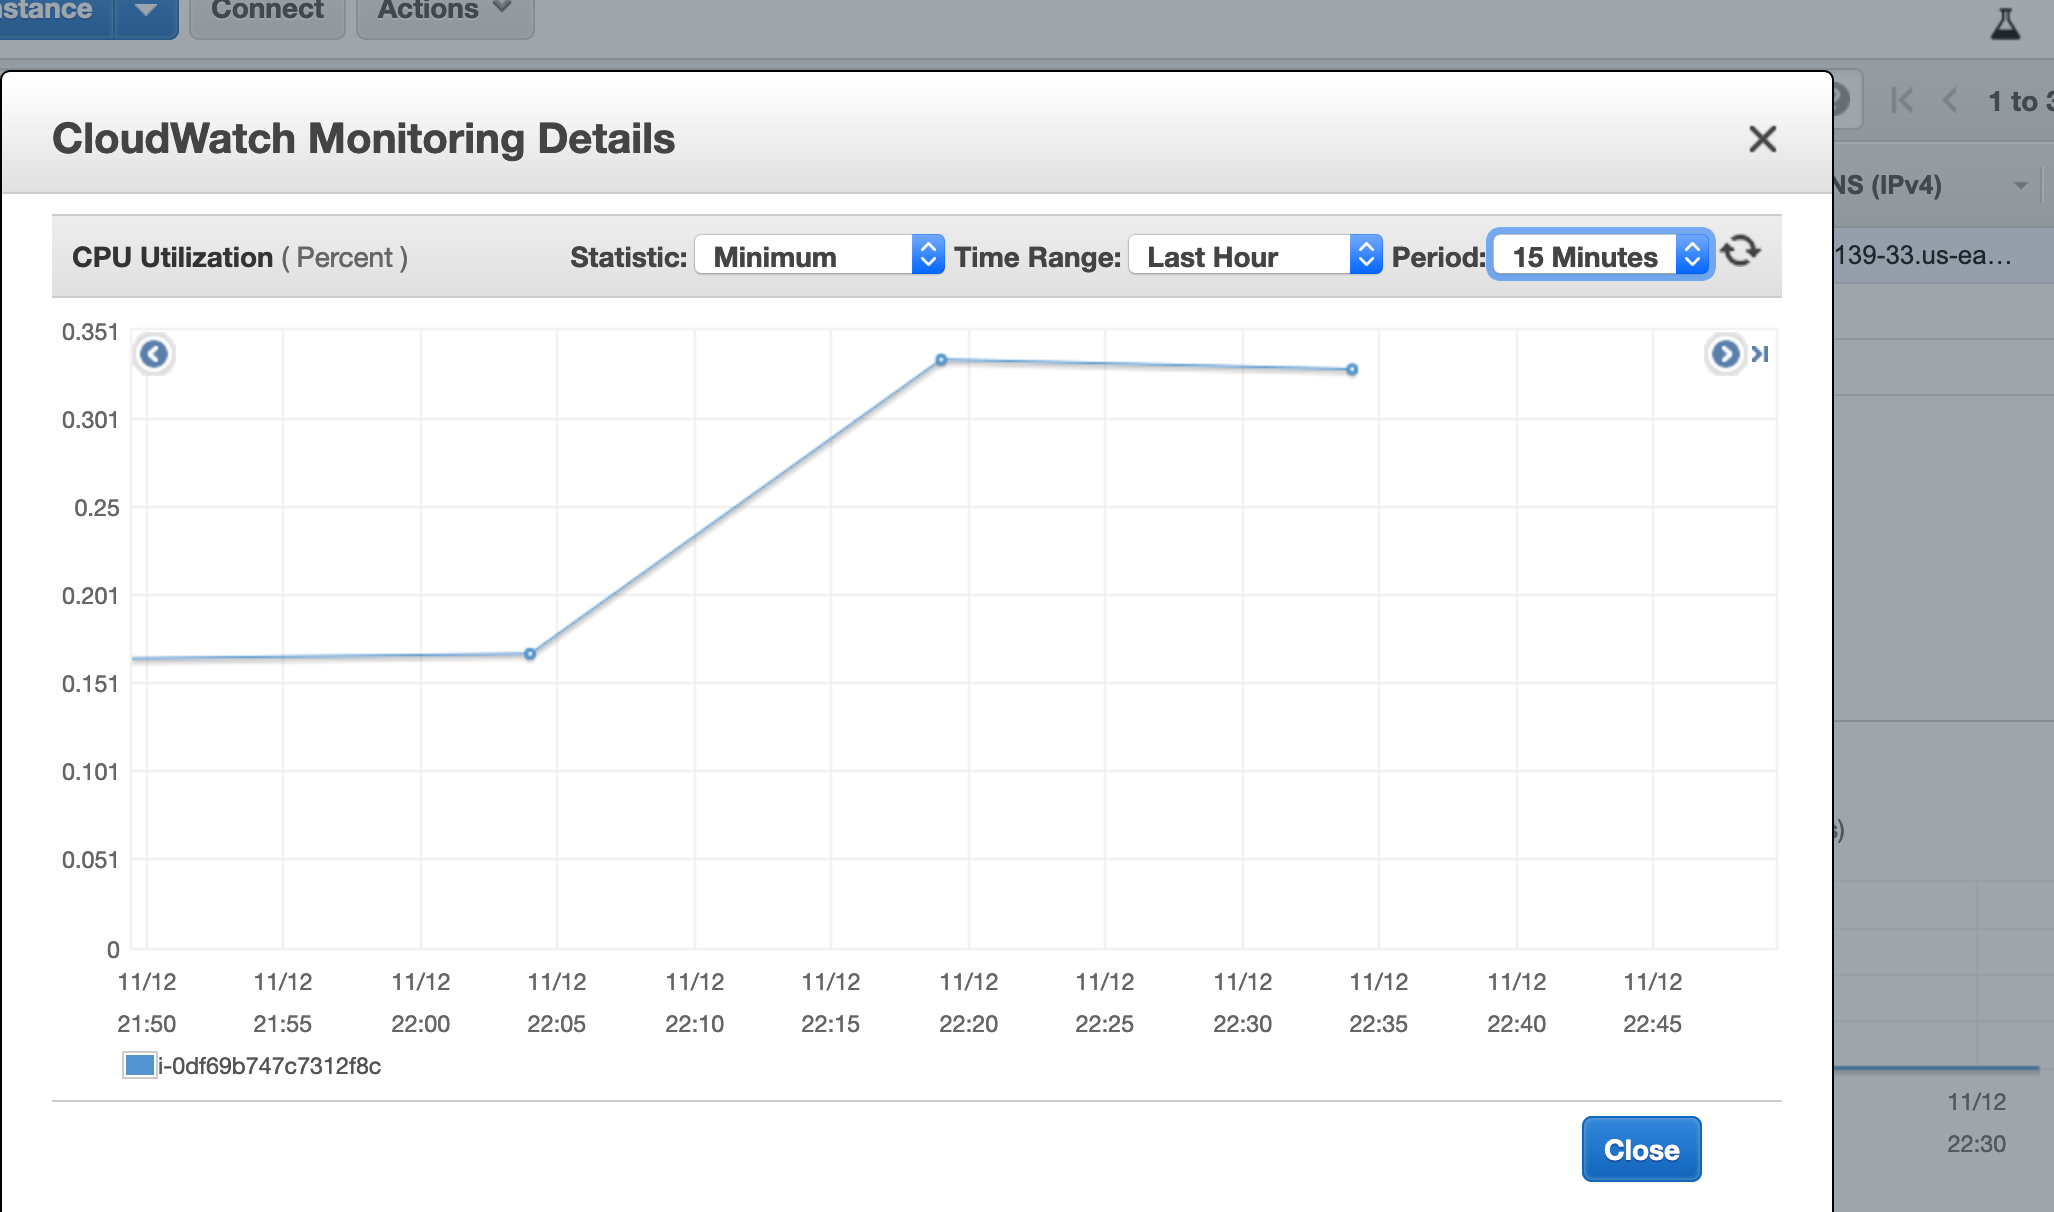 stance Connect Actions
1 to 3
CloudWatch Monitoring Details
NS (IPv4)
CPU Utilization ( Percent ) Statistic: Minimum Time Range: Last Hour Period: 15 Minutes
139-33.us-ea...
0.351
0.301
0.25
0.201
0.151
0.101
0.051
0
11/12 11/12 11/12 11/12 11/12 11/12 11/12 11/12 11/12 11/12 11/12 11/12
21:50 21:55 22:00 22:05 22:10 22:15 22:20 22:25 22:30 22:35 22:40 22:45
i-0df69b747c7312f8c
s)
11/12
22:30
Close